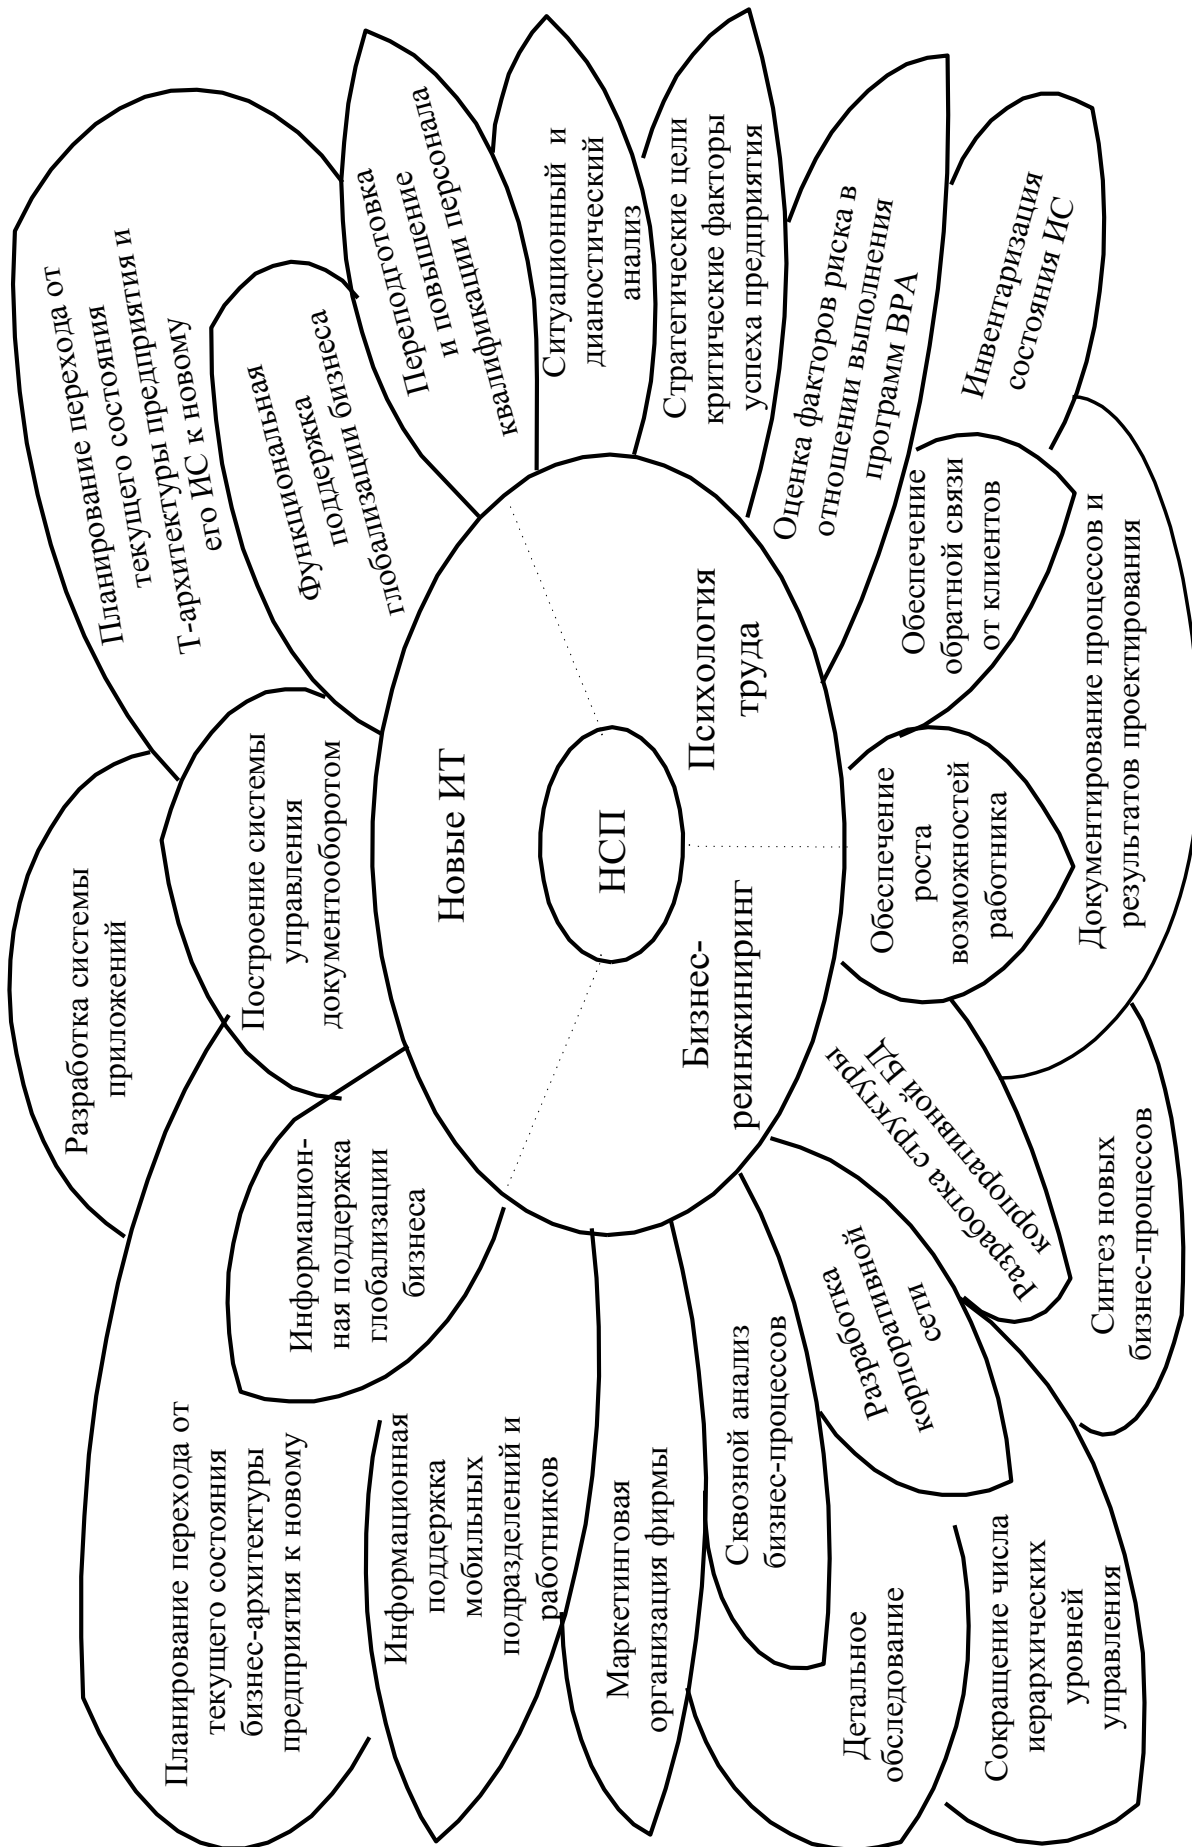 Планирование перехода от
текущего состояния
бизнес-архитектуры
предприятия к новому
Разработка системы
приложений
Планирование перехода от
текущего состояния
Т-архитектуры предприятия и
его ИС к новому
Информацион-
ная поддержка
глобализации
бизнеса
Построение системы
управления
документооборотом
Функциональная
поддержка
глобализации бизнеса
Переподготовка
и повышение
квалификации персонала
Информационная
поддержка
мобильных
подразделений и
работников
Новые ИТ
Ситуационный и
дианостический
анализ
Маркетинговая
организация фирмы
НСП
Стратегические цели
критические факторы
успеха предприятия
Бизнес-
реинжиниринг
Психология
труда
Сквозной анализ
бизнес-процессов
Оценка факторов риска в
отношении выполнения
программ ВРА
Детальное
обследование
Разработка
корпоративной
сети
Разработка структуры
корпоративной БД
Обеспечение
роста
возможностей
работника
Обеспечение
обратной связи
от клиентов
Инвентаризация
состояния ИС
Сокращение числа
иерархических
уровней
управления
Синтез новых
бизнес-процессов
Документирование процессов и
результатов проектирования